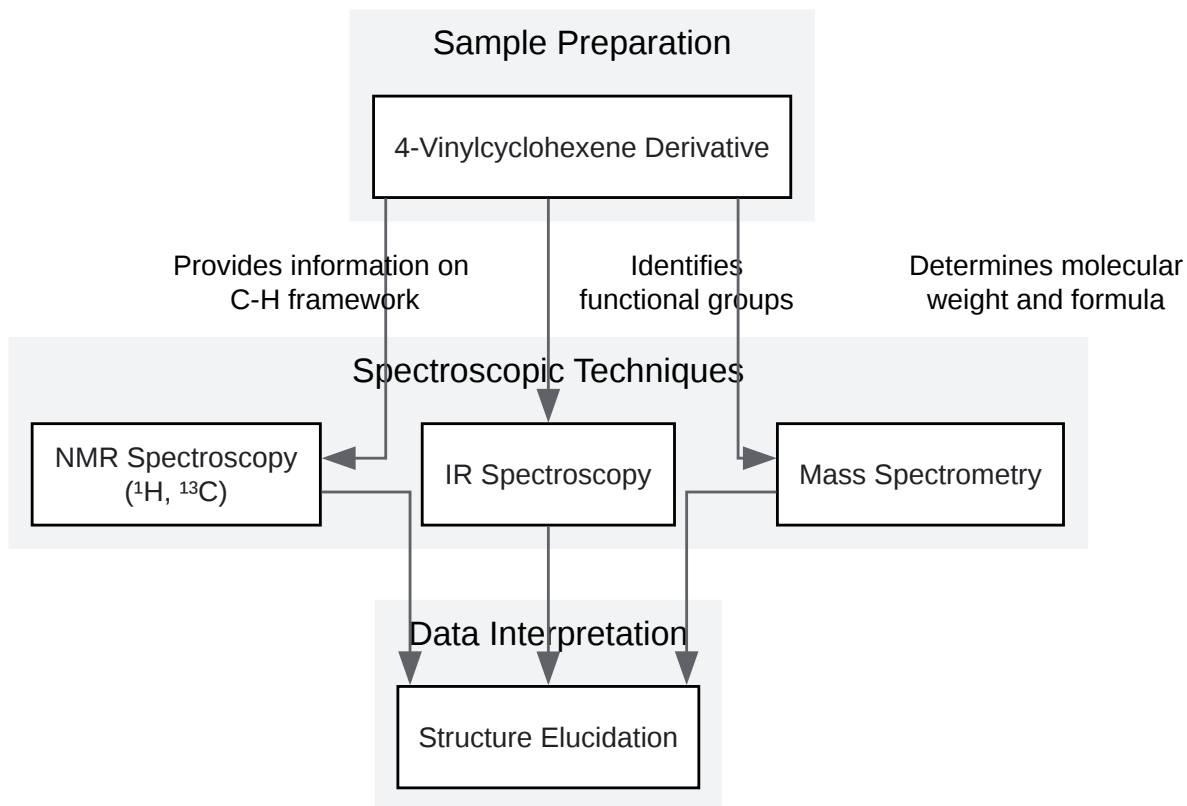 Sample Preparation
4-Vinylcyclohexene Derivative
Provides information on
C-H framework
Identifies
functional groups
Determines molecular
weight and formula
Spectroscopic Techniques
NMR Spectroscopy
(¹H, ¹³C)
IR Spectroscopy
Mass Spectrometry
Data Interpretation
Structure Elucidation